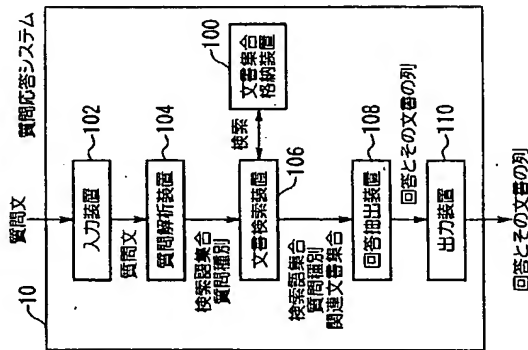 10
質問応答システム
質問文
入力装置
102
質問文
質問解析装置
104
検索語集合
質問種別
文書検索装置
106
検索
文書集合
格納装置
100
検索語集合
質問種別
関連文書集合
回答抽出装置
108
回答とその文書の列
出力装置
110
回答とその文書の列